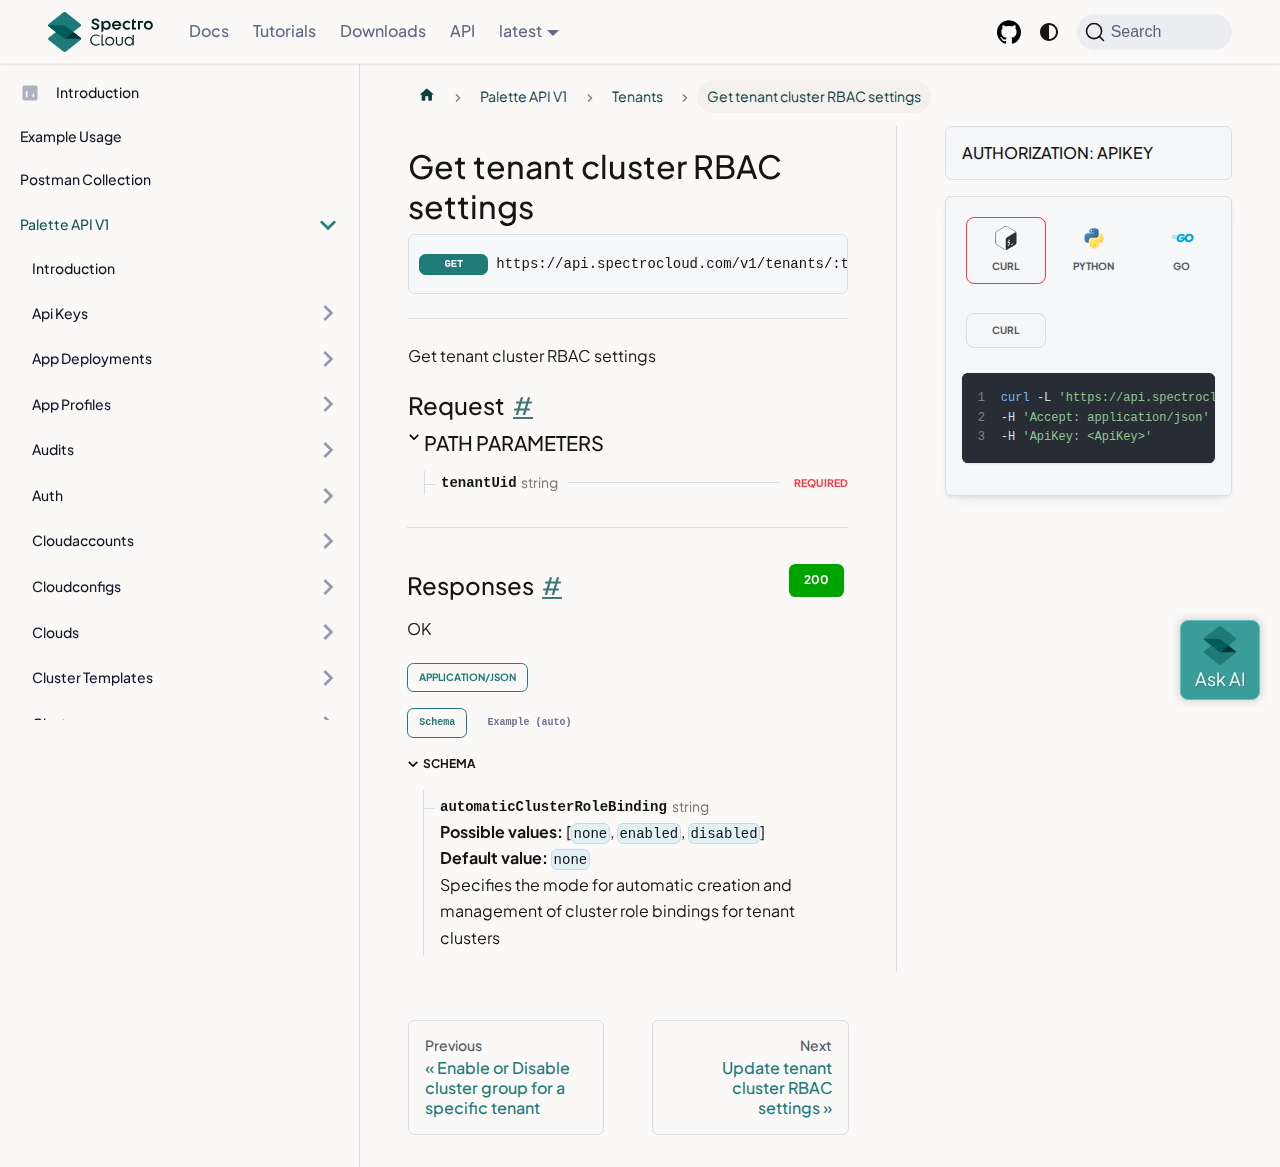 Spectro Cloud
Docs
Tutorials
Downloads
API
latest
Search
Introduction
Example Usage
Postman Collection
Palette API V1
Introduction
Api Keys
App Deployments
App Profiles
Audits
Auth
Cloudaccounts
Cloudconfigs
Clouds
Cluster Templates
Palette API V1
Tenants
Get tenant cluster RBAC settings
Get tenant cluster RBAC
settings
GET https://api.spectrocloud.com/v1/tenants/:t
Get tenant cluster RBAC settings
Request #
PATH PARAMETERS
tenantUid string REQUIRED
Responses #
200
OK
APPLICATION/JSON
Schema Example (auto)
SCHEMA
automaticClusterRoleBinding string
Possible values: [none, enabled, disabled]
Default value: none
Specifies the mode for automatic creation and
management of cluster role bindings for tenant
clusters
Previous
« Enable or Disable
cluster group for a
specific tenant
Next
Update tenant
cluster RBAC
settings »
AUTHORIZATION: APIKEY
CURL
PYTHON
GO
CURL
1 curl -L 'https://api.spectrocl
2 -H 'Accept: application/json'
3 -H 'ApiKey: <ApiKey>'
Ask AI